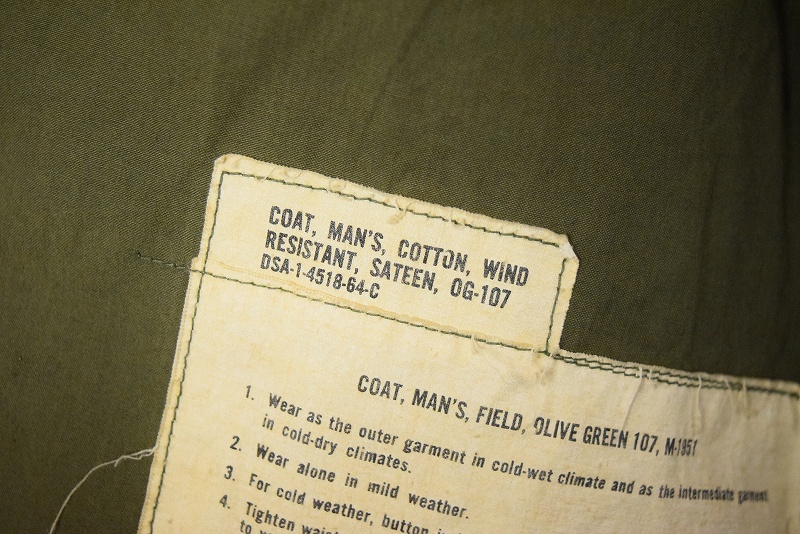 COAT, MAN'S, COTTON, WIND
RESISTANT, SATEEN, OG-107
DSA-1-4518-64-C
COAT, MAN'S, FIELD, OLIVE GREEN 107, M-1951
1. Wear as the outer garment in cold-wet climate and as the intermediate garment
in cold-dry climates.
2. Wear alone in mild weather.
3. For cold weather, button
4. Tighten
to